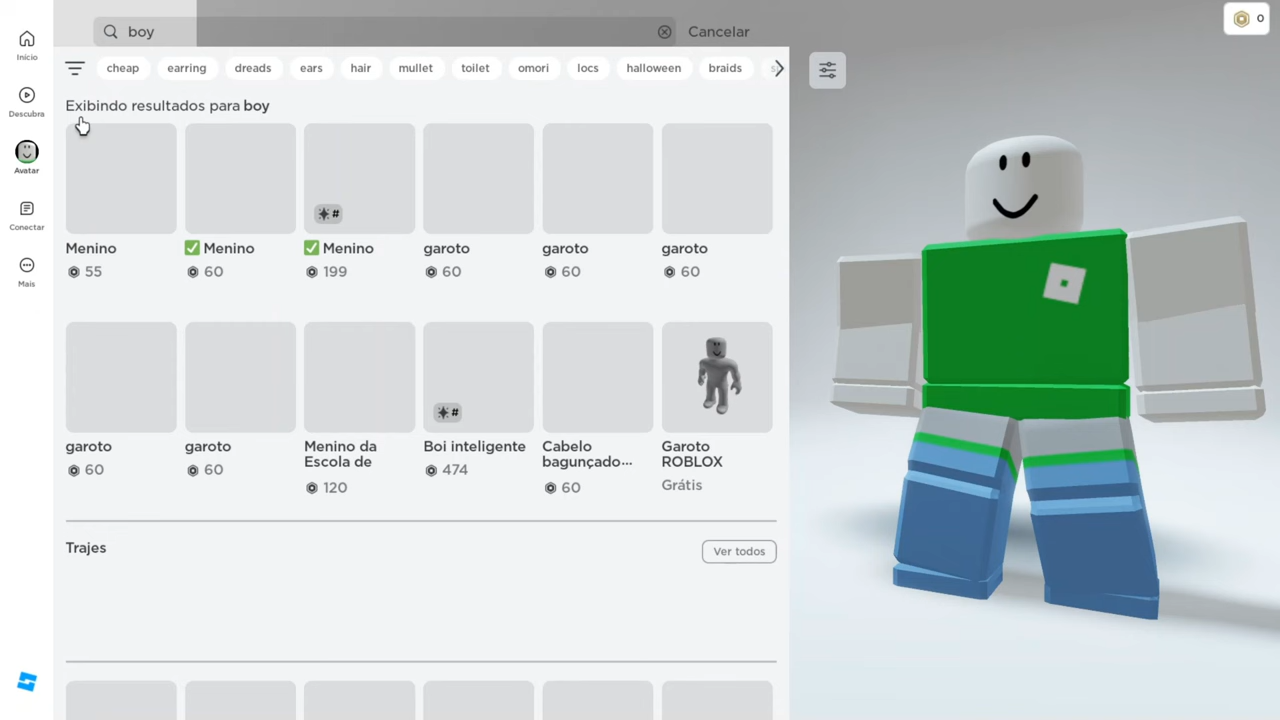 boy
Cancelar
0
Início
Descubra
Avatar
Conectar
Mais
cheap
earring
dreads
ears
hair
mullet
toilet
omori
locs
halloween
braids
Exibindo resultados para boy
#
Menino
✅ Menino
✅ Menino
garoto
garoto
garoto
55
60
199
60
60
60
#
garoto
garoto
Menino da
Escola de
Boi inteligente
Cabelo
bagunçado...
Garoto
ROBLOX
60
60
120
474
60
Grátis
Trajes
Ver todos